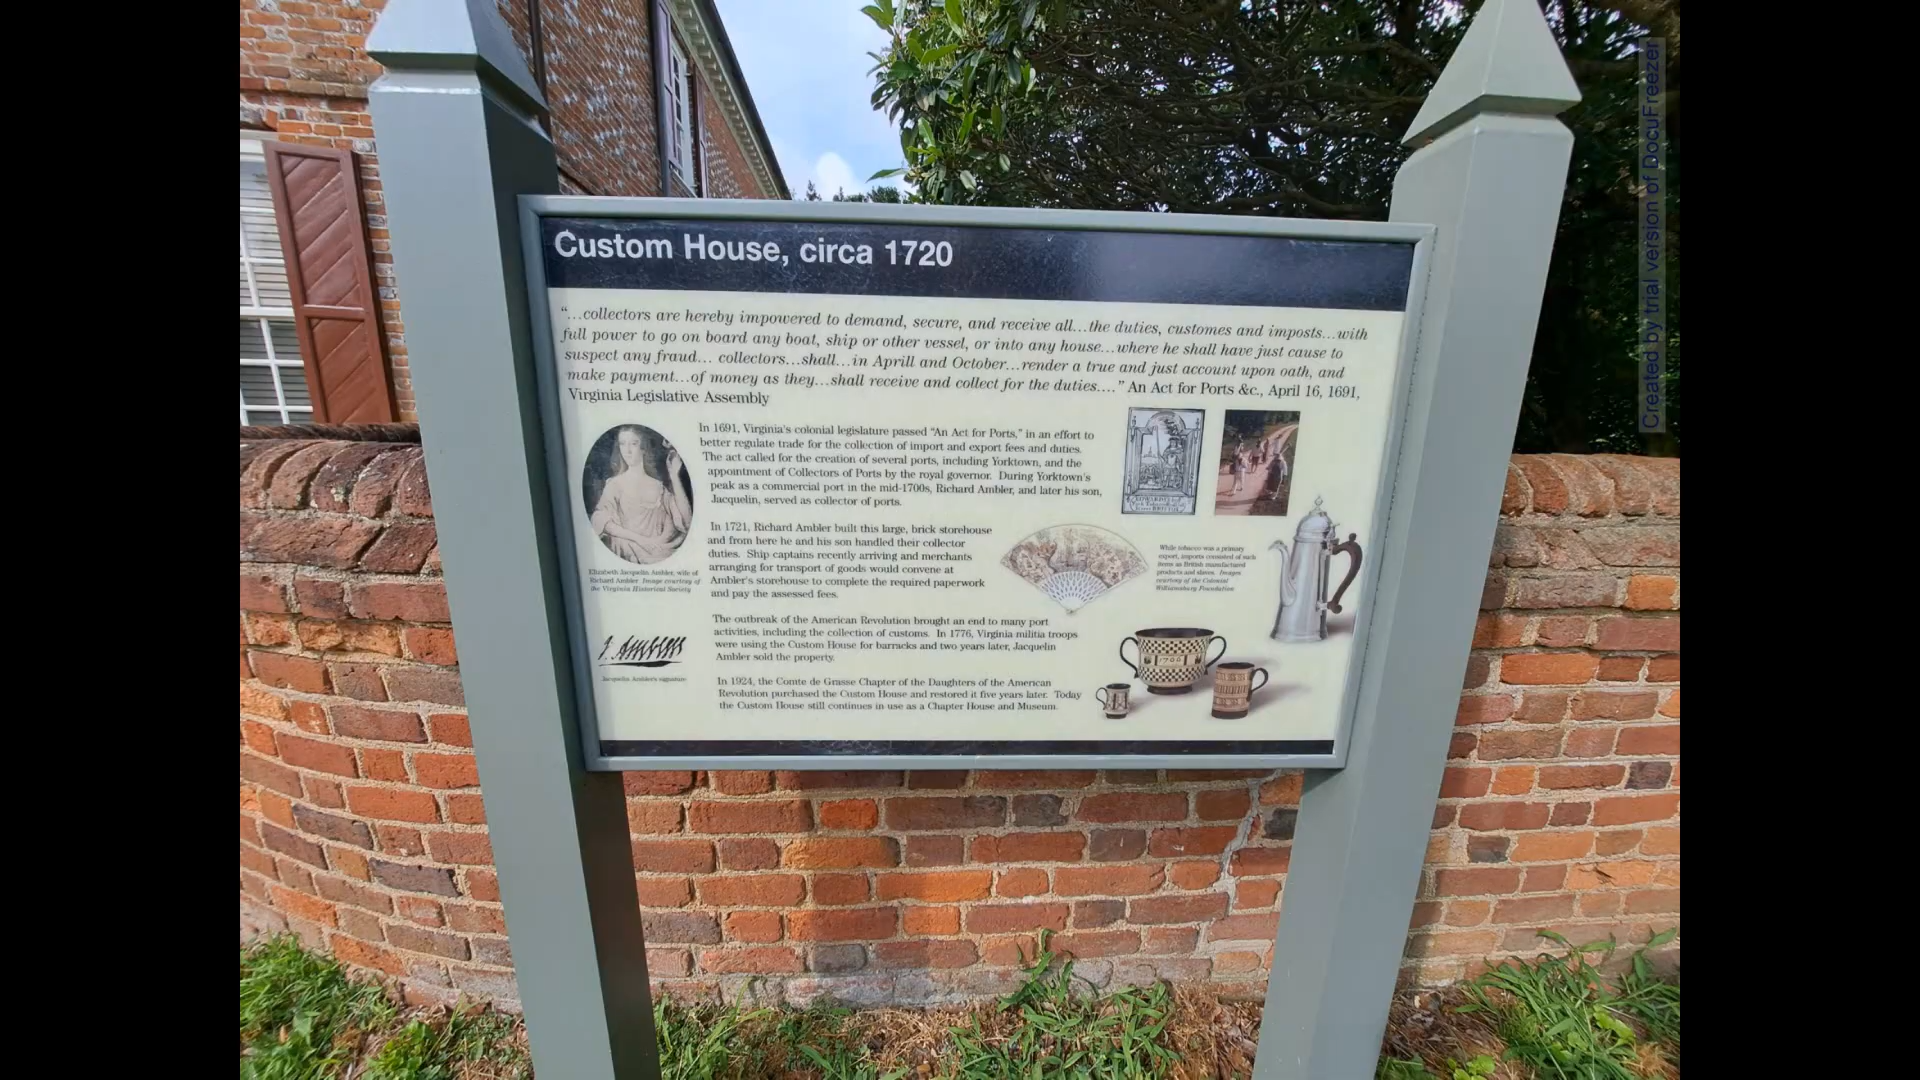 Custom House, circa 1720
“...collectors are hereby impowered to demand, secure, and receive all...the duties, customes and imposts...with
full power to go on board any boat, ship or other vessel, or into any house...where he shall have just cause to
suspect any fraud... collectors...shall...in Aprill and October...render a true and just account upon oath, and
make payment...of money as they...shall receive and collect for the duties....” An Act for Ports &c., April 16, 1691,
Virginia Legislative Assembly
In 1691, Virginia's colonial legislature passed “An Act for Ports,” in an effort to
better regulate trade for the collection of import and export fees and duties.
The act called for the creation of several ports, including Yorktown, and the
appointment of Collectors of Ports by the royal governor. During Yorktown's
peak as a commercial port in the mid-1700s, Richard Ambler, and later his son,
Jacquelin, served as collector of ports.
In 1721, Richard Ambler built this large, brick storehouse
and from here he and his son handled their collector
duties. Ship captains recently arriving and merchants
arranging for transport of goods would convene at
Ambler's storehouse to complete the required paperwork
and pay the assessed fees.
The outbreak of the American Revolution brought an end to many port
activities, including the collection of customs. In 1776, Virginia militia troops
were using the Custom House for barracks and two years later, Jacquelin
Ambler sold the property.
In 1924, the Comte de Grasse Chapter of the Daughters of the American
Revolution purchased the Custom House and restored it five years later. Today
the Custom House still continues in use as a Chapter House and Museum.
Elizabeth Jacquelin Ambler, wife of
Richard Ambler Image courtesy of
the Virginia Historical Society
J. Ambler
Jacquelin Ambler's signature
While tobacco was a primary
export, imports consisted of such
items as British manufactured
products and slaves. Images
courtesy of the Colonial
Williamsburg Foundation
Created by trial version of DocuFreezer